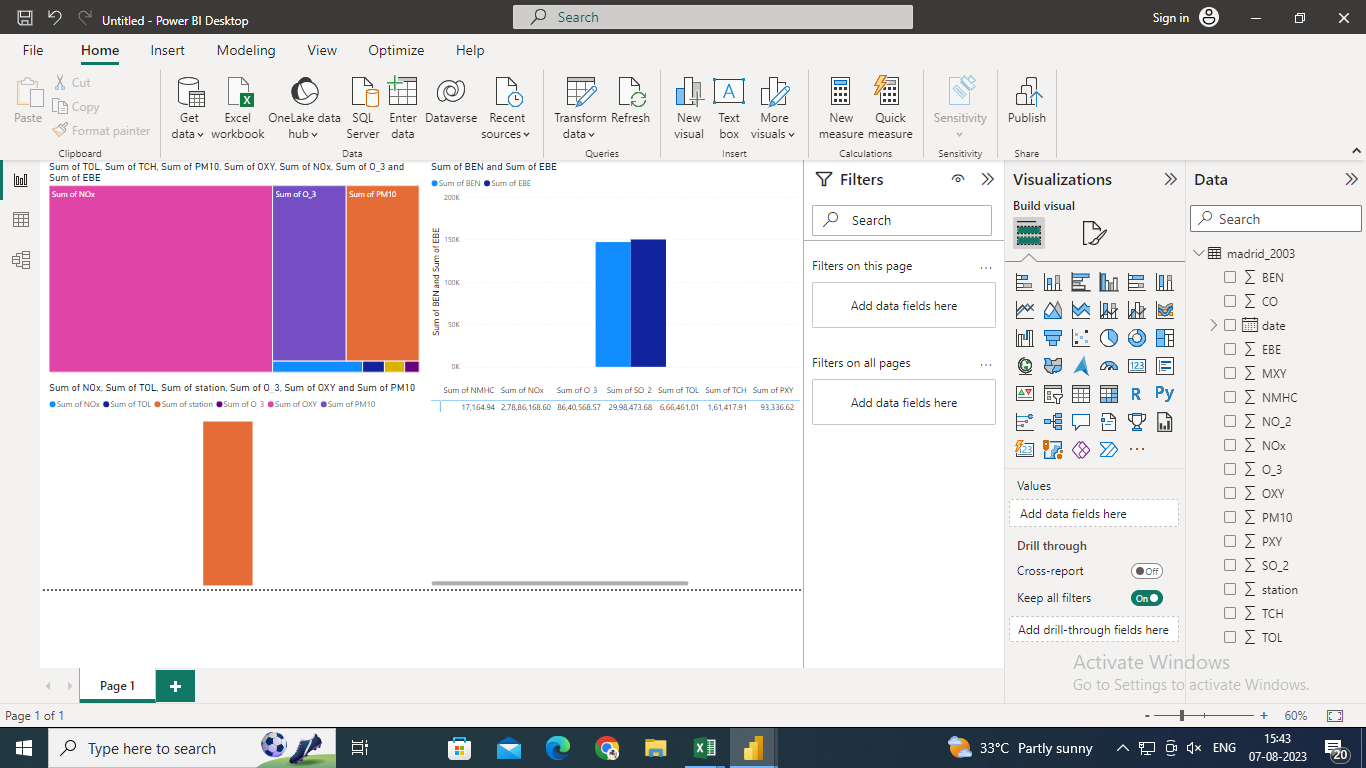 Untitled - Power BI Desktop
Search
Sign in
File Home Insert Modeling View Optimize Help
Paste
Cut
Copy
Format painter
Clipboard
Get data
Excel workbook
OneLake data hub
SQL Server
Enter data
Dataverse
Recent sources
Data
Transform data
Refresh
Queries
New visual
Text box
More visuals
Insert
New measure
Quick measure
Calculations
Sensitivity
Sensitivity
Publish
Share
Sum of TOL, Sum of TCH, Sum of PM10, Sum of OXY, Sum of NOx, Sum of O_3 and
Sum of EBE
Sum of NOx
Sum of O_3
Sum of PM10
Sum of BEN and Sum of EBE
Sum of BEN Sum of EBE
Sum of BEN and Sum of EBE
200K
150K
100K
50K
0K
Sum of NOx, Sum of TOL, Sum of station, Sum of O_3, Sum of OXY and Sum of PM10
Sum of NOx Sum of TOL Sum of station Sum of O_3 Sum of OXY Sum of PM10
Sum of NMHC Sum of NOx Sum of O_3 Sum of SO_2 Sum of TOL Sum of TCH Sum of PXY
17,164.94 2,78,86,168.60 86,40,568.57 29,98,473.68 6,66,461.01 1,61,417.91 93,336.62
Filters
Search
Filters on this page ...
Add data fields here
Filters on all pages ...
Add data fields here
Visualizations
Build visual
R Py
123
123
...
Values
Add data fields here
Drill through
Cross-report Off
Keep all filters On
Add drill-through fields here
Data
Search
madrid_2003
BEN
CO
date
EBE
MXY
NMHC
NO_2
NOx
O_3
OXY
PM10
PXY
SO_2
station
TCH
TOL
Activate Windows
Go to Settings to activate Windows.
Page 1
+
Page 1 of 1
- + 60%
Type here to search
33°C Partly sunny
ENG
15:43
07-08-2023
20